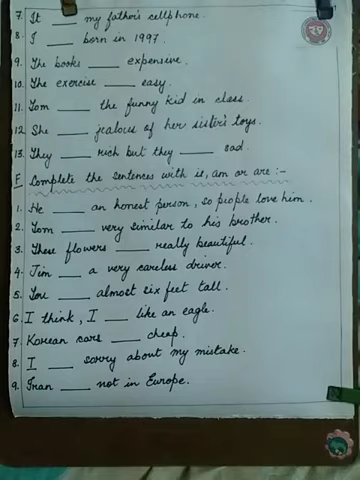 7. It ___ my father's cellphone.
8. I ___ born in 1997.
9. The books ___ expensive.
10. The exercise ___ easy.
11. Tom ___ the funny kid in class.
12. She ___ jealous of her sister's toys.
13. They ___ rich but they ___ sad.
F. Complete the sentences with is, am or are :-
1. He ___ an honest person, so people love him.
2. Tom ___ very similar to his brother.
3. These flowers ___ really beautiful.
4. Jim ___ a very careless driver.
5. You ___ almost six feet tall.
6. I think, I ___ like an eagle.
7. Korean cars ___ cheap.
8. I ___ sorry about my mistake.
9. Iran ___ not in Europe.